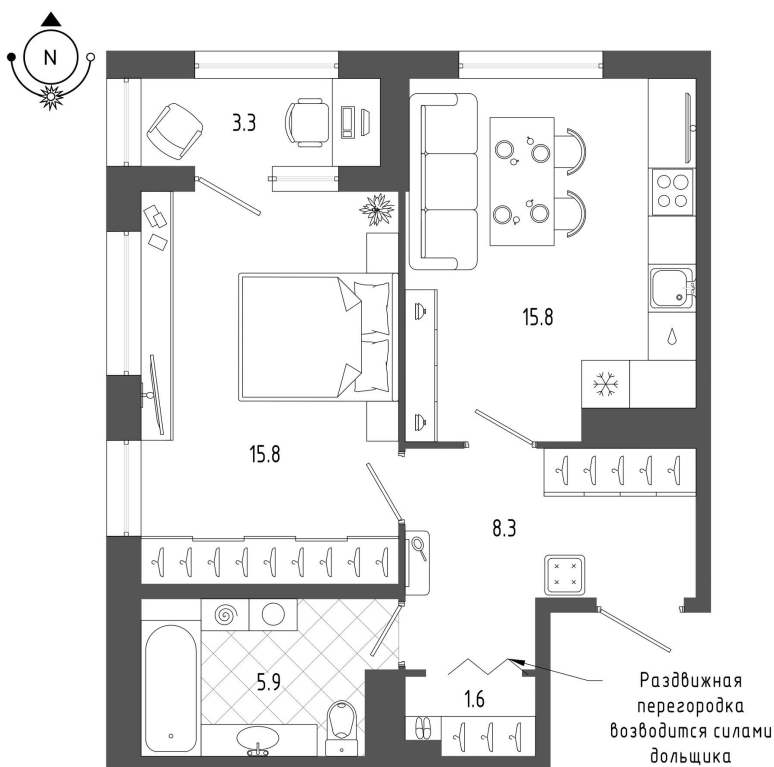 N
3.3
15.8
15.8
8.3
5.9
1.6
Раздвижная
перегородка
возводится силами
дольщика